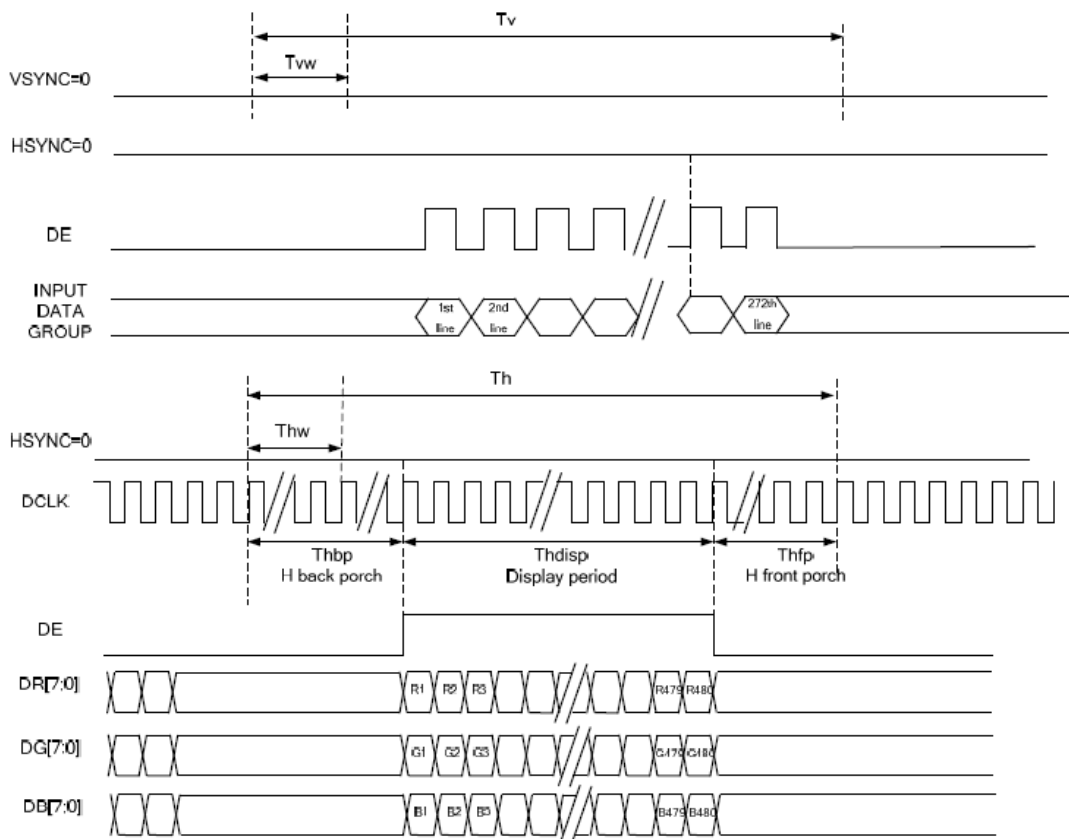 Tv
Tvw
VSYNC=0
HSYNC=0
DE
INPUT
DATA
GROUP
1st
line
2nd
line
272th
line
Th
HSYNC=0
Thw
DCLK
Thbp
H back porch
Thdisp
Display period
Thfp
H front porch
DE
DR[7:0]
R1 R2 R3 R479 R480
DG[7:0]
G1 G2 G3 G479 G480
DB[7:0]
B1 B2 B3 B479 B480